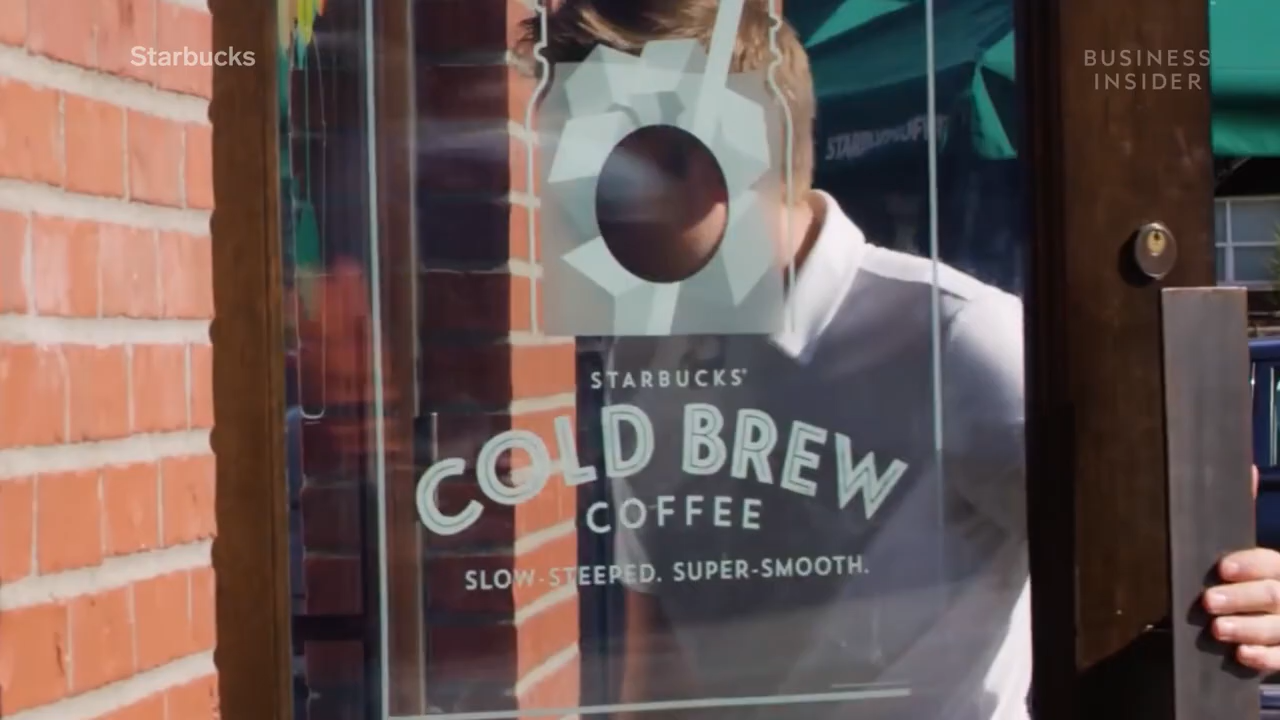 Starbucks
BUSINESS
INSIDER
STARBUCKS®
COLD BREW
COFFEE
SLOW-STEEPED. SUPER-SMOOTH.